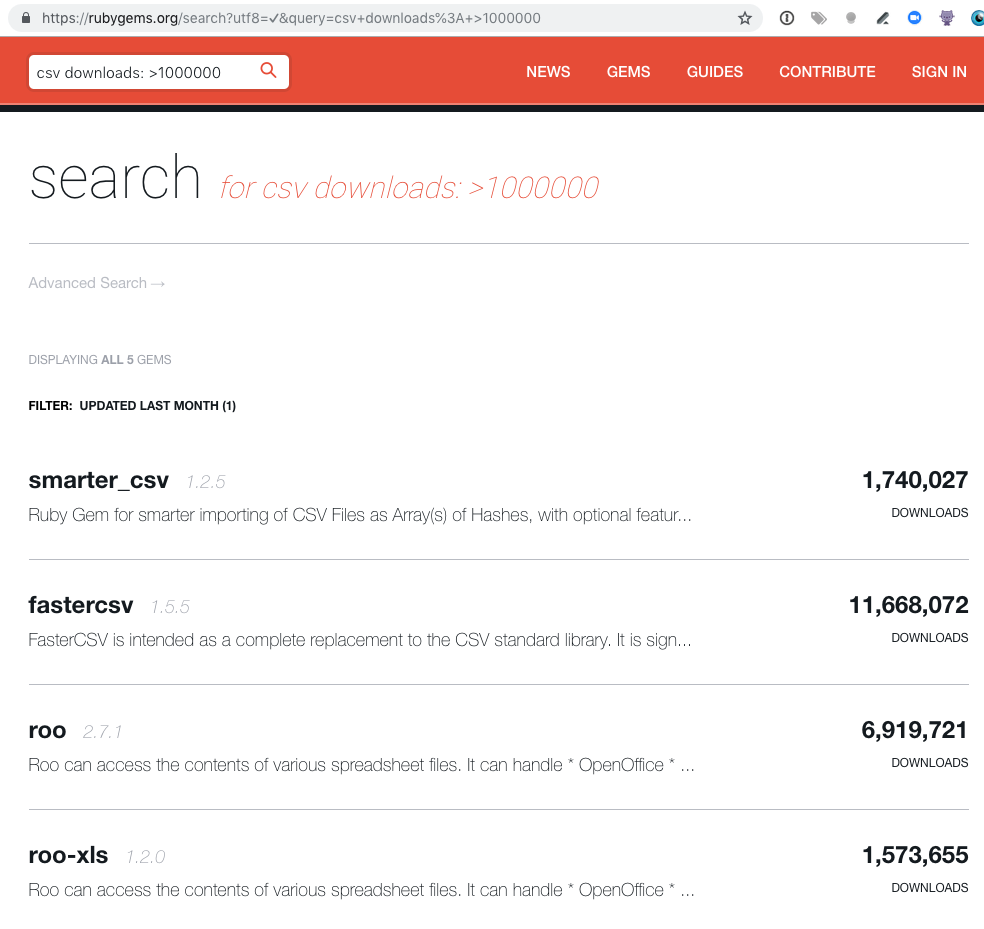 https://rubygems.org/search?utf8=✓&query=csv+downloads%3A+>1000000
csv downloads: >1000000
NEWS GEMS GUIDES CONTRIBUTE SIGN IN
search for csv downloads: >1000000
Advanced Search →
DISPLAYING ALL 5 GEMS
FILTER: UPDATED LAST MONTH (1)
smarter_csv 1.2.5 1,740,027
Ruby Gem for smarter importing of CSV Files as Array(s) of Hashes, with optional featur... DOWNLOADS
fastercsv 1.5.5 11,668,072
FasterCSV is intended as a complete replacement to the CSV standard library. It is sign... DOWNLOADS
roo 2.7.1 6,919,721
Roo can access the contents of various spreadsheet files. It can handle * OpenOffice * ... DOWNLOADS
roo-xls 1.2.0 1,573,655
Roo can access the contents of various spreadsheet files. It can handle * OpenOffice * ... DOWNLOADS